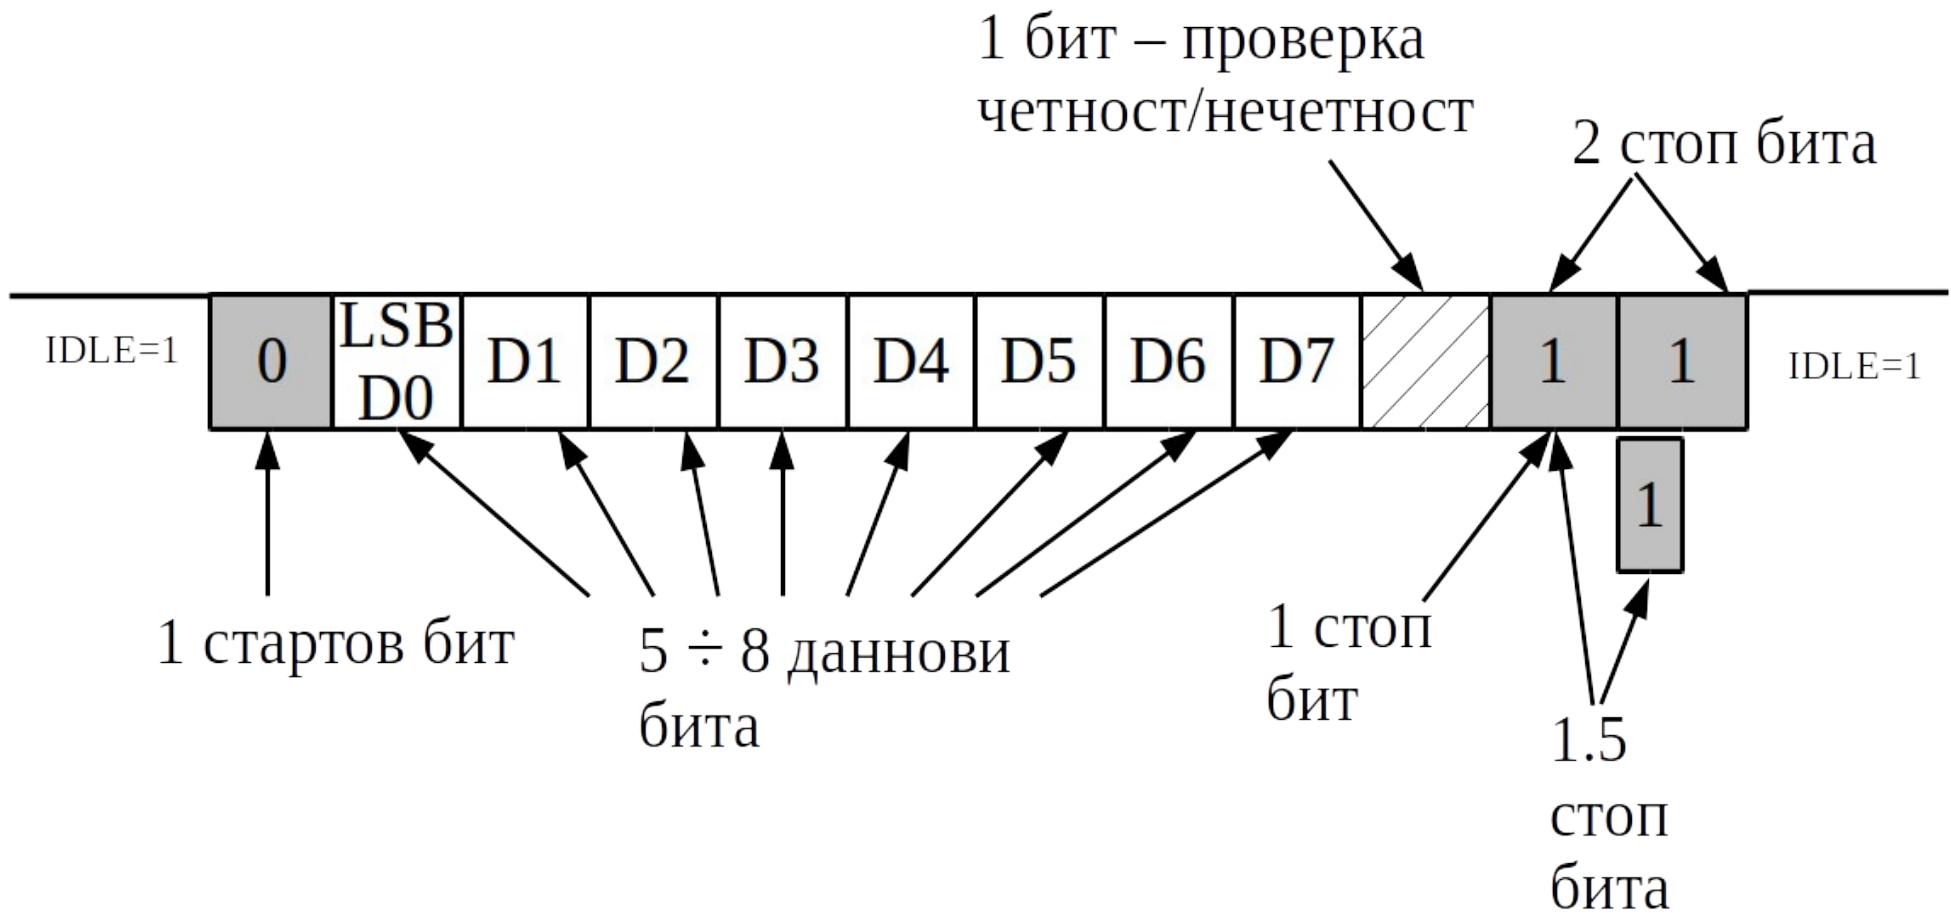 1 бит – проверка
четност/нечетност
2 стоп бита
IDLE=1
0
LSB
D0
D1
D2
D3
D4
D5
D6
D7
1
1
IDLE=1
1
1 стартов бит
5 ÷ 8 даннови
бита
1 стоп
бит
1.5
стоп
бита